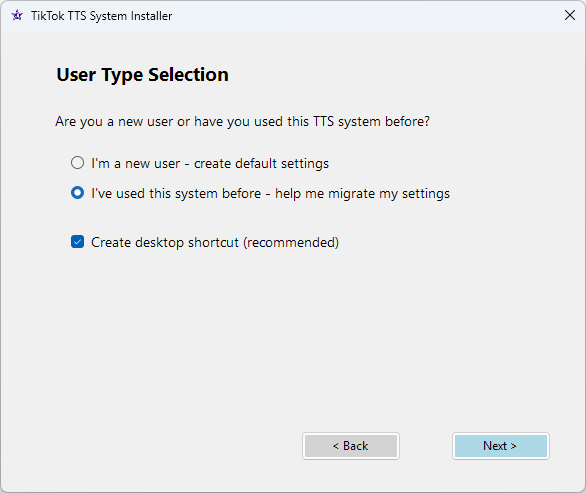 TikTok TTS System Installer
User Type Selection
Are you a new user or have you used this TTS system before?
I'm a new user - create default settings
I've used this system before - help me migrate my settings
Create desktop shortcut (recommended)
< Back
Next >